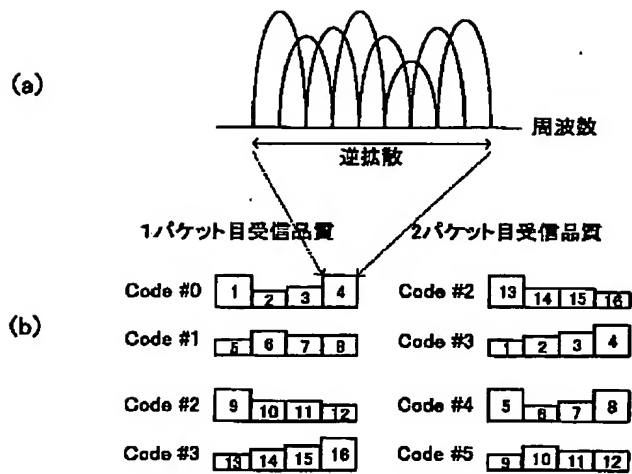 (a)
周波数
逆拡散
1パケット目受信品質
2パケット目受信品質
(b)
Code #0 1 2 3 4
Code #2 13 14 15 16
Code #1 5 6 7 8
Code #3 1 2 3 4
Code #2 9 10 11 12
Code #4 5 6 7 8
Code #3 13 14 15 16
Code #5 9 10 11 12